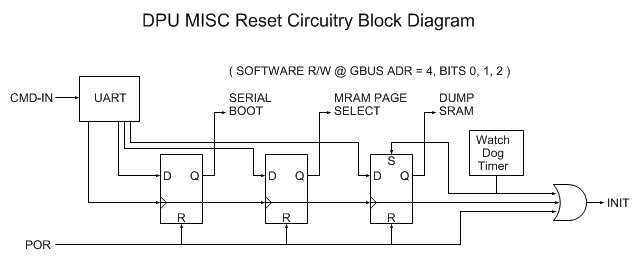 DPU MISC Reset Circuitry Block Diagram
( SOFTWARE R/W @ GBUS ADR = 4, BITS 0, 1, 2 )
CMD-IN
UART
SERIAL
BOOT
MRAM PAGE
SELECT
DUMP
SRAM
Watch
Dog
Timer
S
D Q
D Q
D Q
R
R
R
INIT
POR